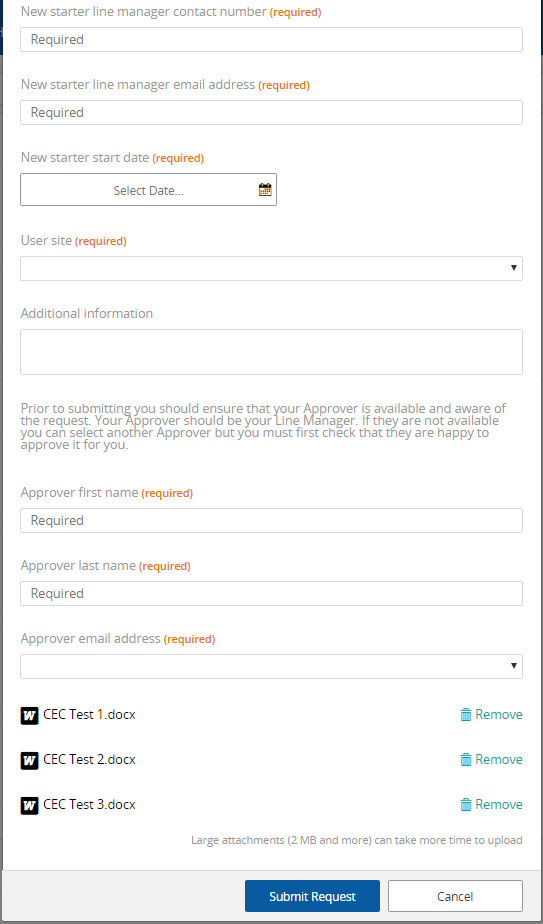 New starter line manager contact number (required)
Required
New starter line manager email address (required)
Required
New starter start date (required)
Select Date...
User site (required)
Additional information
Prior to submitting you should ensure that your Approver is available and aware of
the request. Your Approver should be your Line Manager. If they are not available
you can select another Approver but you must first check that they are happy to
approve it for you.
Approver first name (required)
Required
Approver last name (required)
Required
Approver email address (required)
CEC Test 1.docx Remove
CEC Test 2.docx Remove
CEC Test 3.docx Remove
Large attachments (2 MB and more) can take more time to upload
Submit Request Cancel